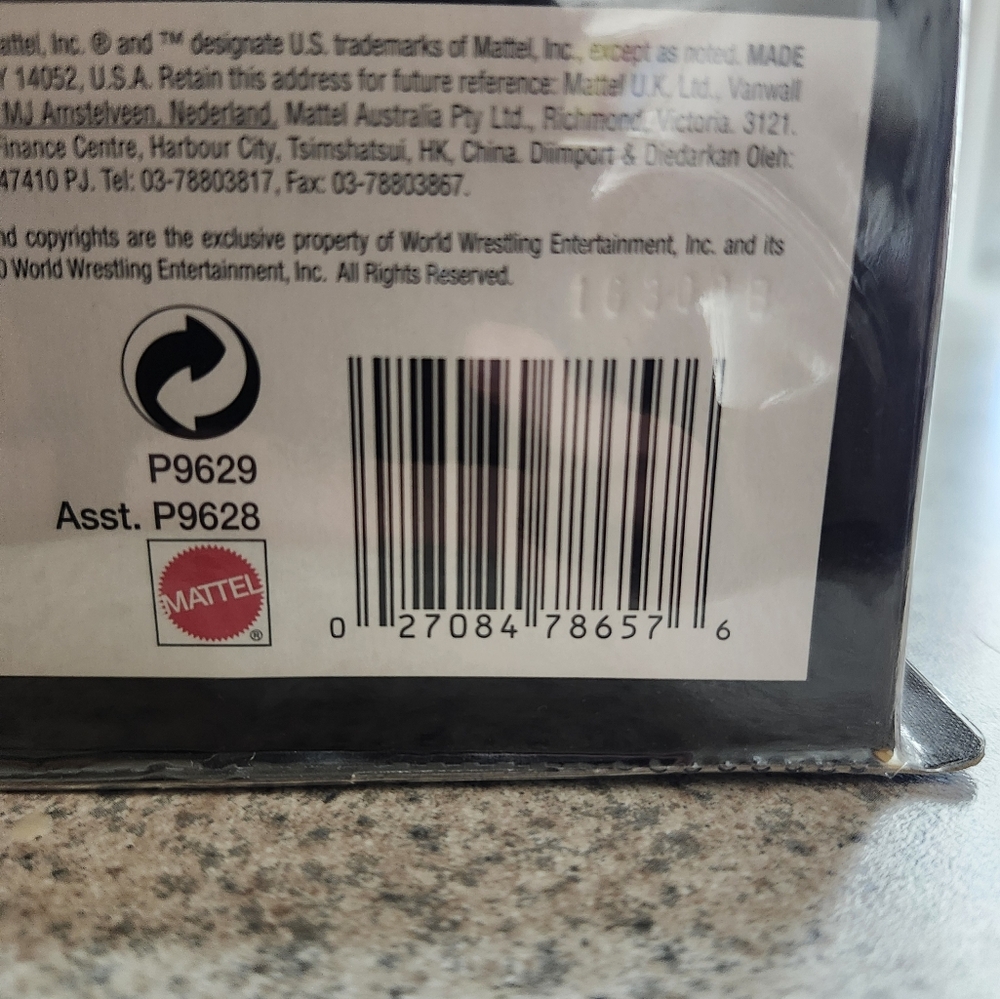 attel, Inc. ® and ™ designate U.S. trademarks of Mattel, Inc., except as noted. MADE
Y 14052, U.S.A. Retain this address for future reference: Mattel U.K. Ltd., Vanwall
MJ Amstelveen, Nederland. Mattel Australia Pty Ltd., Richmond, Victoria. 3121.
Finance Centre, Harbour City, Tsimshatsui, HK, China. Diimport & Diedarkan Oleh:
47410 PJ. Tel: 03-78803817, Fax: 03-78803867.
nd copyrights are the exclusive property of World Wrestling Entertainment, Inc. and its
World Wrestling Entertainment, Inc. All Rights Reserved.
P9629
Asst. P9628
MATTEL®
0 27084 78657 6